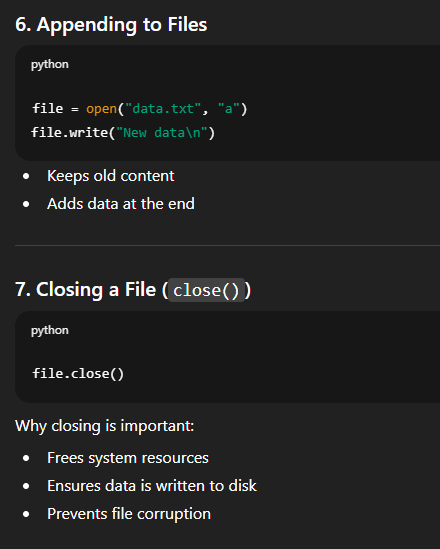 6. Appending to Files
python
file = open("data.txt", "a")
file.write("New data\n")
• Keeps old content
• Adds data at the end
7. Closing a File (close())
python
file.close()
Why closing is important:
• Frees system resources
• Ensures data is written to disk
• Prevents file corruption